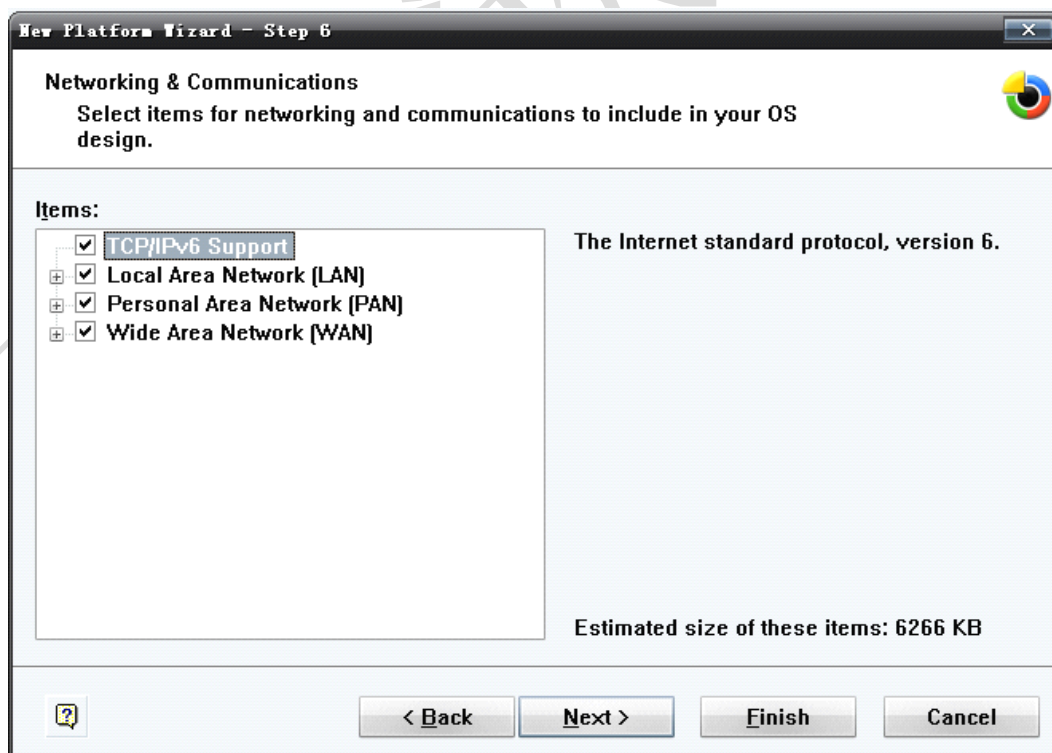 New Platform Wizard - Step 6
Networking & Communications
Select items for networking and communications to include in your OS
design.
Items:
TCP/IPv6 Support
Local Area Network (LAN)
Personal Area Network (PAN)
Wide Area Network (WAN)
The Internet standard protocol, version 6.
Estimated size of these items: 6266 KB
< Back
Next >
Finish
Cancel